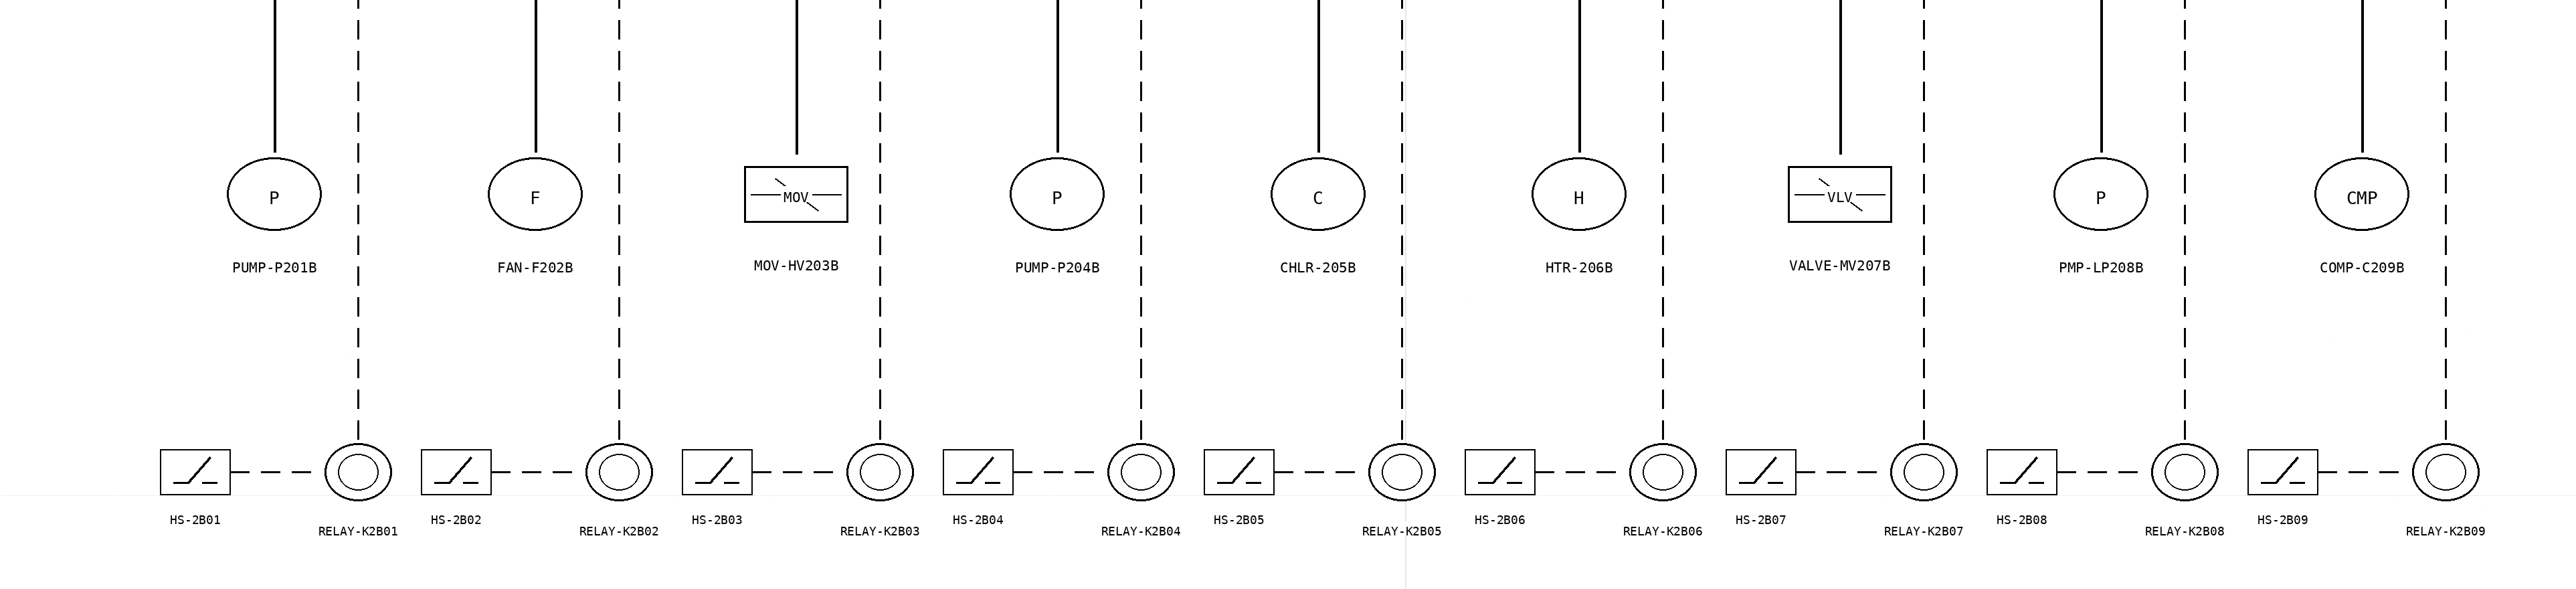 P F MOV P C H VLV P CMP
PUMP-P201B FAN-F202B MOV-HV203B PUMP-P204B CHLR-205B HTR-206B VALVE-MV207B PMP-LP208B COMP-C209B
HS-2B01 HS-2B02 HS-2B03 HS-2B04 HS-2B05 HS-2B06 HS-2B07 HS-2B08 HS-2B09
RELAY-K2B01 RELAY-K2B02 RELAY-K2B03 RELAY-K2B04 RELAY-K2B05 RELAY-K2B06 RELAY-K2B07 RELAY-K2B08 RELAY-K2B09